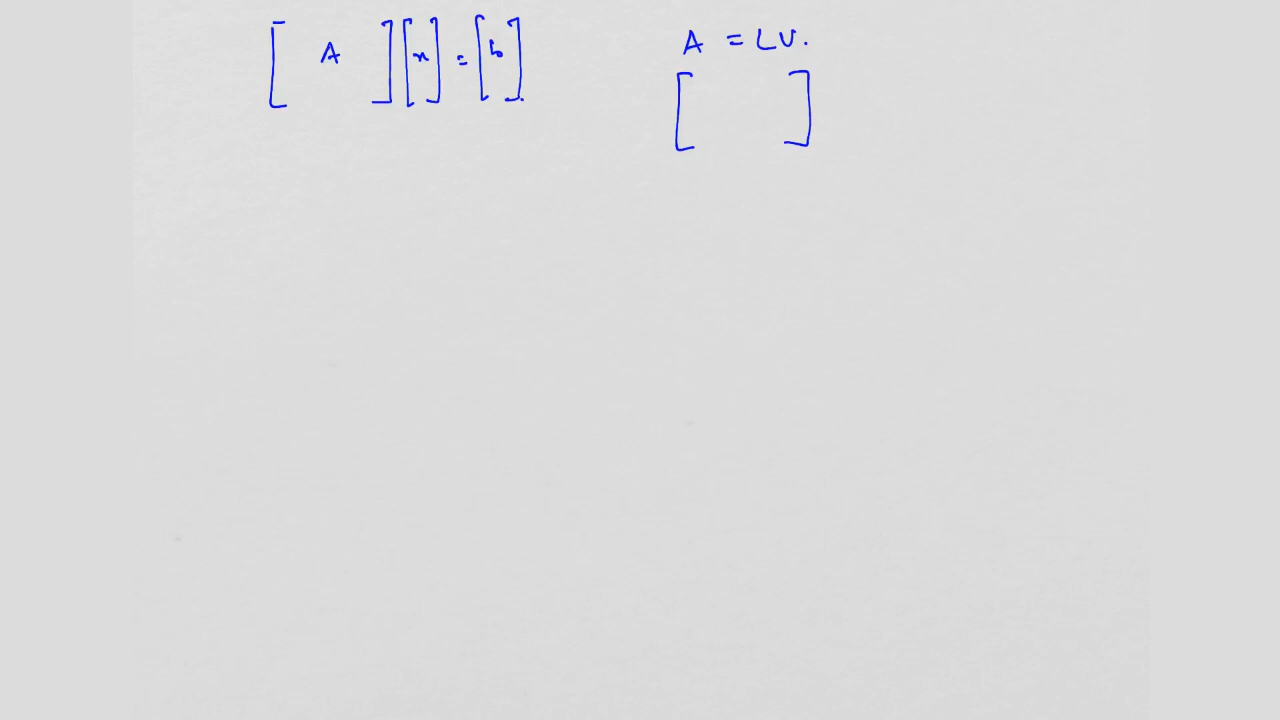 [ A ] [ x ] = [ b ]
A = LU.
[ ]